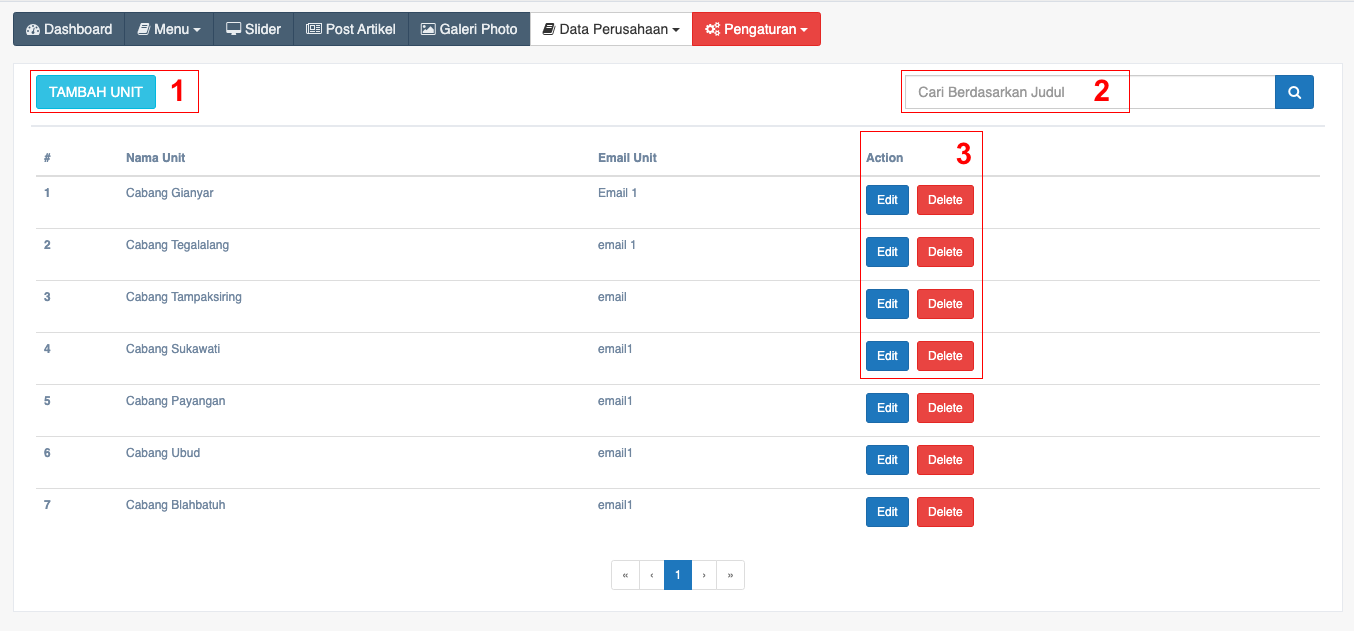 Dashboard Menu Slider Post Artikel Galeri Photo Data Perusahaan Pengaturan
TAMBAH UNIT 1 Cari Berdasarkan Judul 2
# Nama Unit Email Unit Action 3
1 Cabang Gianyar Email 1 Edit Delete
2 Cabang Tegalalang email 1 Edit Delete
3 Cabang Tampaksiring email Edit Delete
4 Cabang Sukawati email1 Edit Delete
5 Cabang Payangan email1 Edit Delete
6 Cabang Ubud email1 Edit Delete
7 Cabang Blahbatuh email1 Edit Delete
« ‹ 1 › »